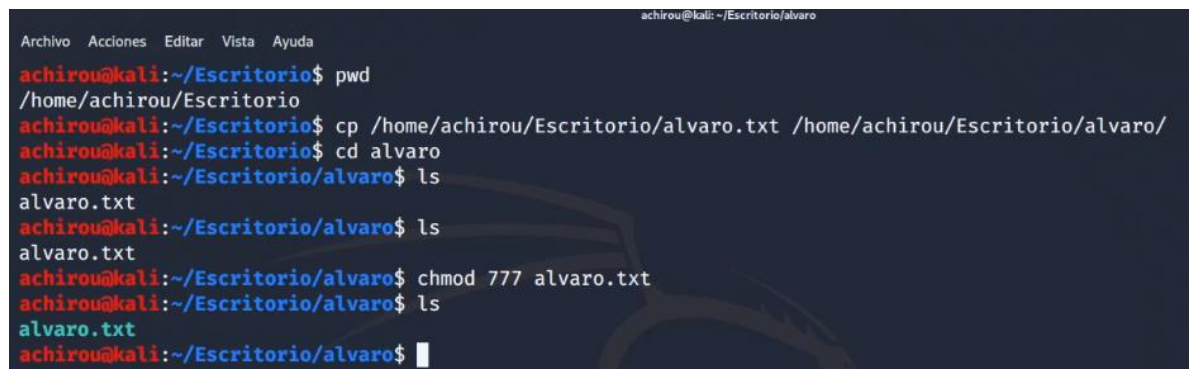 achirou@kali: ~/Escritorio/alvaro
Archivo Acciones Editar Vista Ayuda
achirou@kali:~/Escritorio$ pwd
/home/achirou/Escritorio
achirou@kali:~/Escritorio$ cp /home/achirou/Escritorio/alvaro.txt /home/achirou/Escritorio/alvaro/
achirou@kali:~/Escritorio$ cd alvaro
achirou@kali:~/Escritorio/alvaro$ ls
alvaro.txt
achirou@kali:~/Escritorio/alvaro$ ls
alvaro.txt
achirou@kali:~/Escritorio/alvaro$ chmod 777 alvaro.txt
achirou@kali:~/Escritorio/alvaro$ ls
alvaro.txt
achirou@kali:~/Escritorio/alvaro$